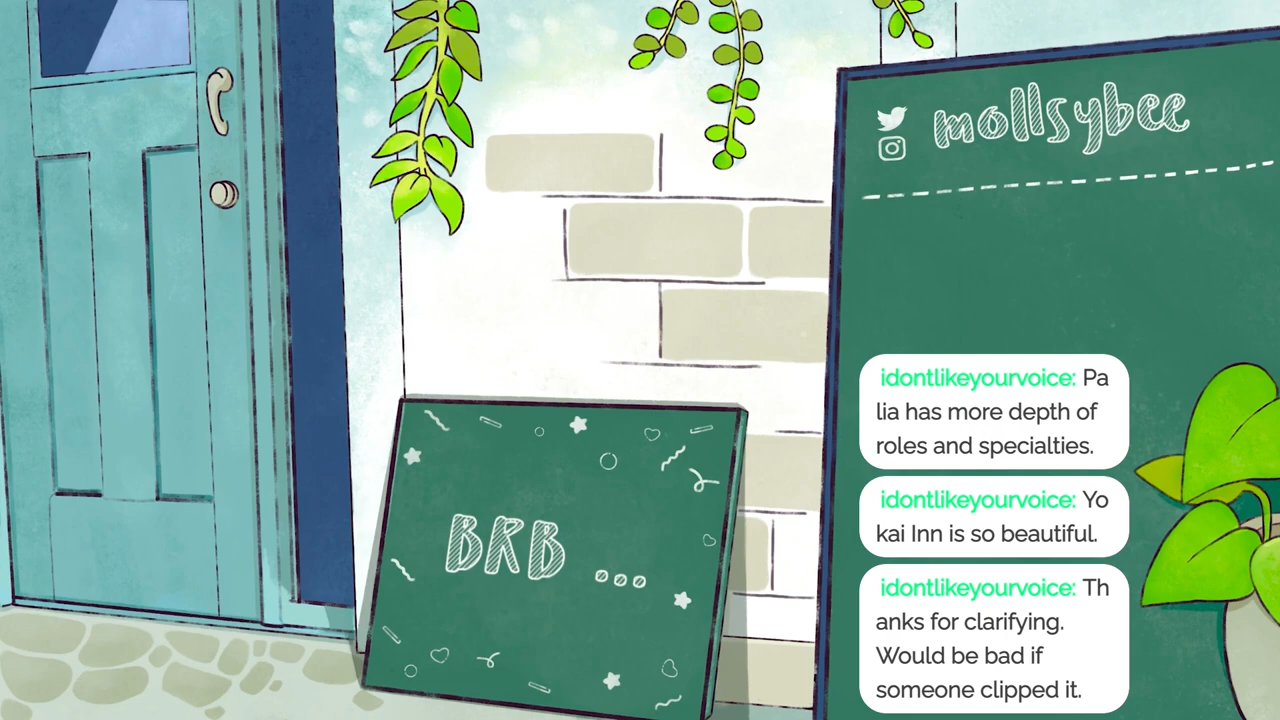 mollsybee
BRB ...
idontlikeyourvoice: Pa
lia has more depth of
roles and specialties.
idontlikeyourvoice: Yo
kai Inn is so beautiful.
idontlikeyourvoice: Th
anks for clarifying.
Would be bad if
someone clipped it.